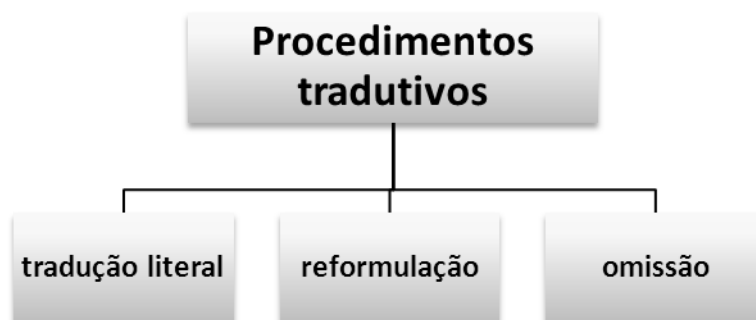 Procedimentos
tradutivos
tradução literal
reformulação
omissão